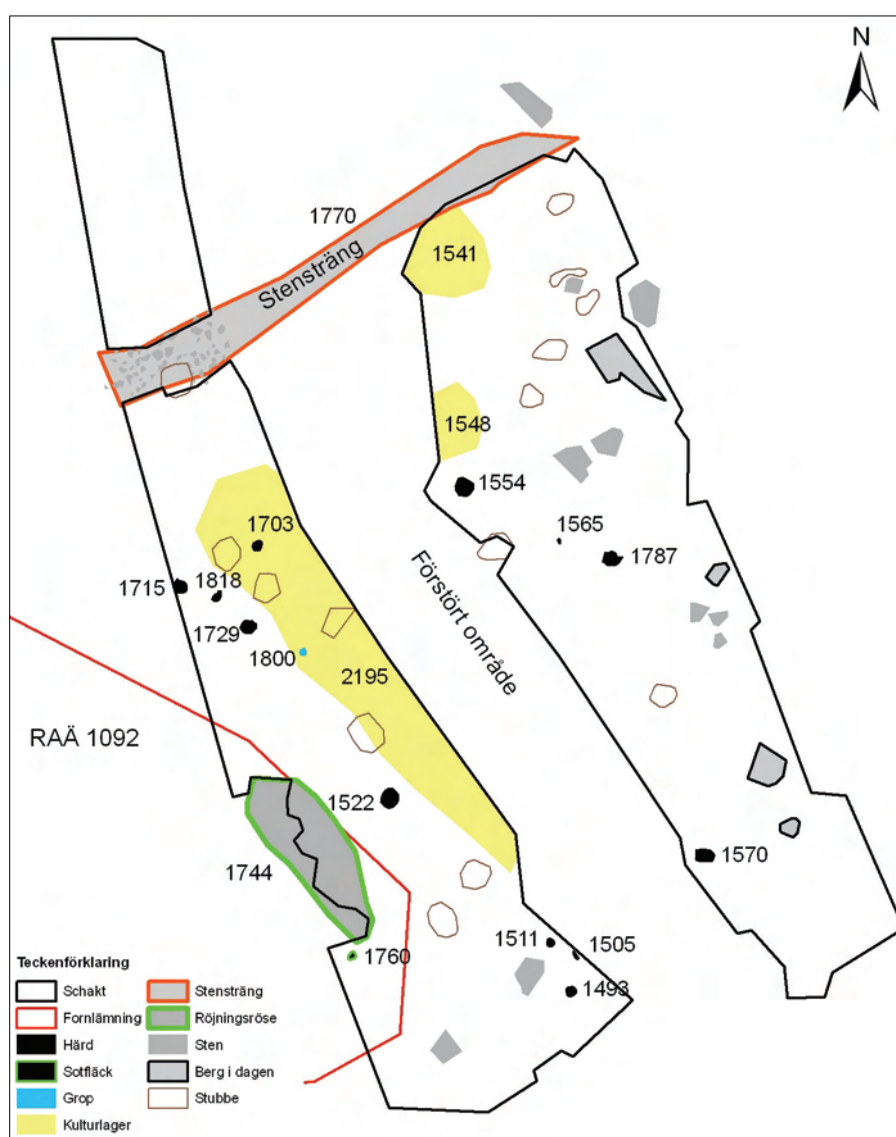 N
1770
Stensträng
1541
1548
1554
1565
1787
1703
1715
1818
1729
1800
2195
Förstört område
RAÄ 1092
1522
1744
1570
1511
1505
1760
1493
Teckenförklaring
Schakt
Fornlämning
Härd
Sotfläck
Grop
Kulturlager
Stensträng
Röjningsröse
Sten
Berg i dagen
Stubbe